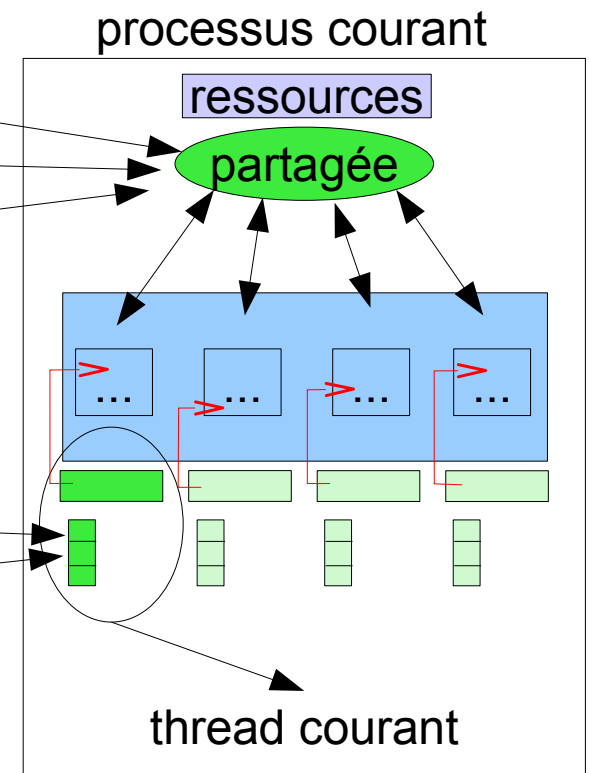 processus courant
ressources
partagée
... ... ... ...
thread courant